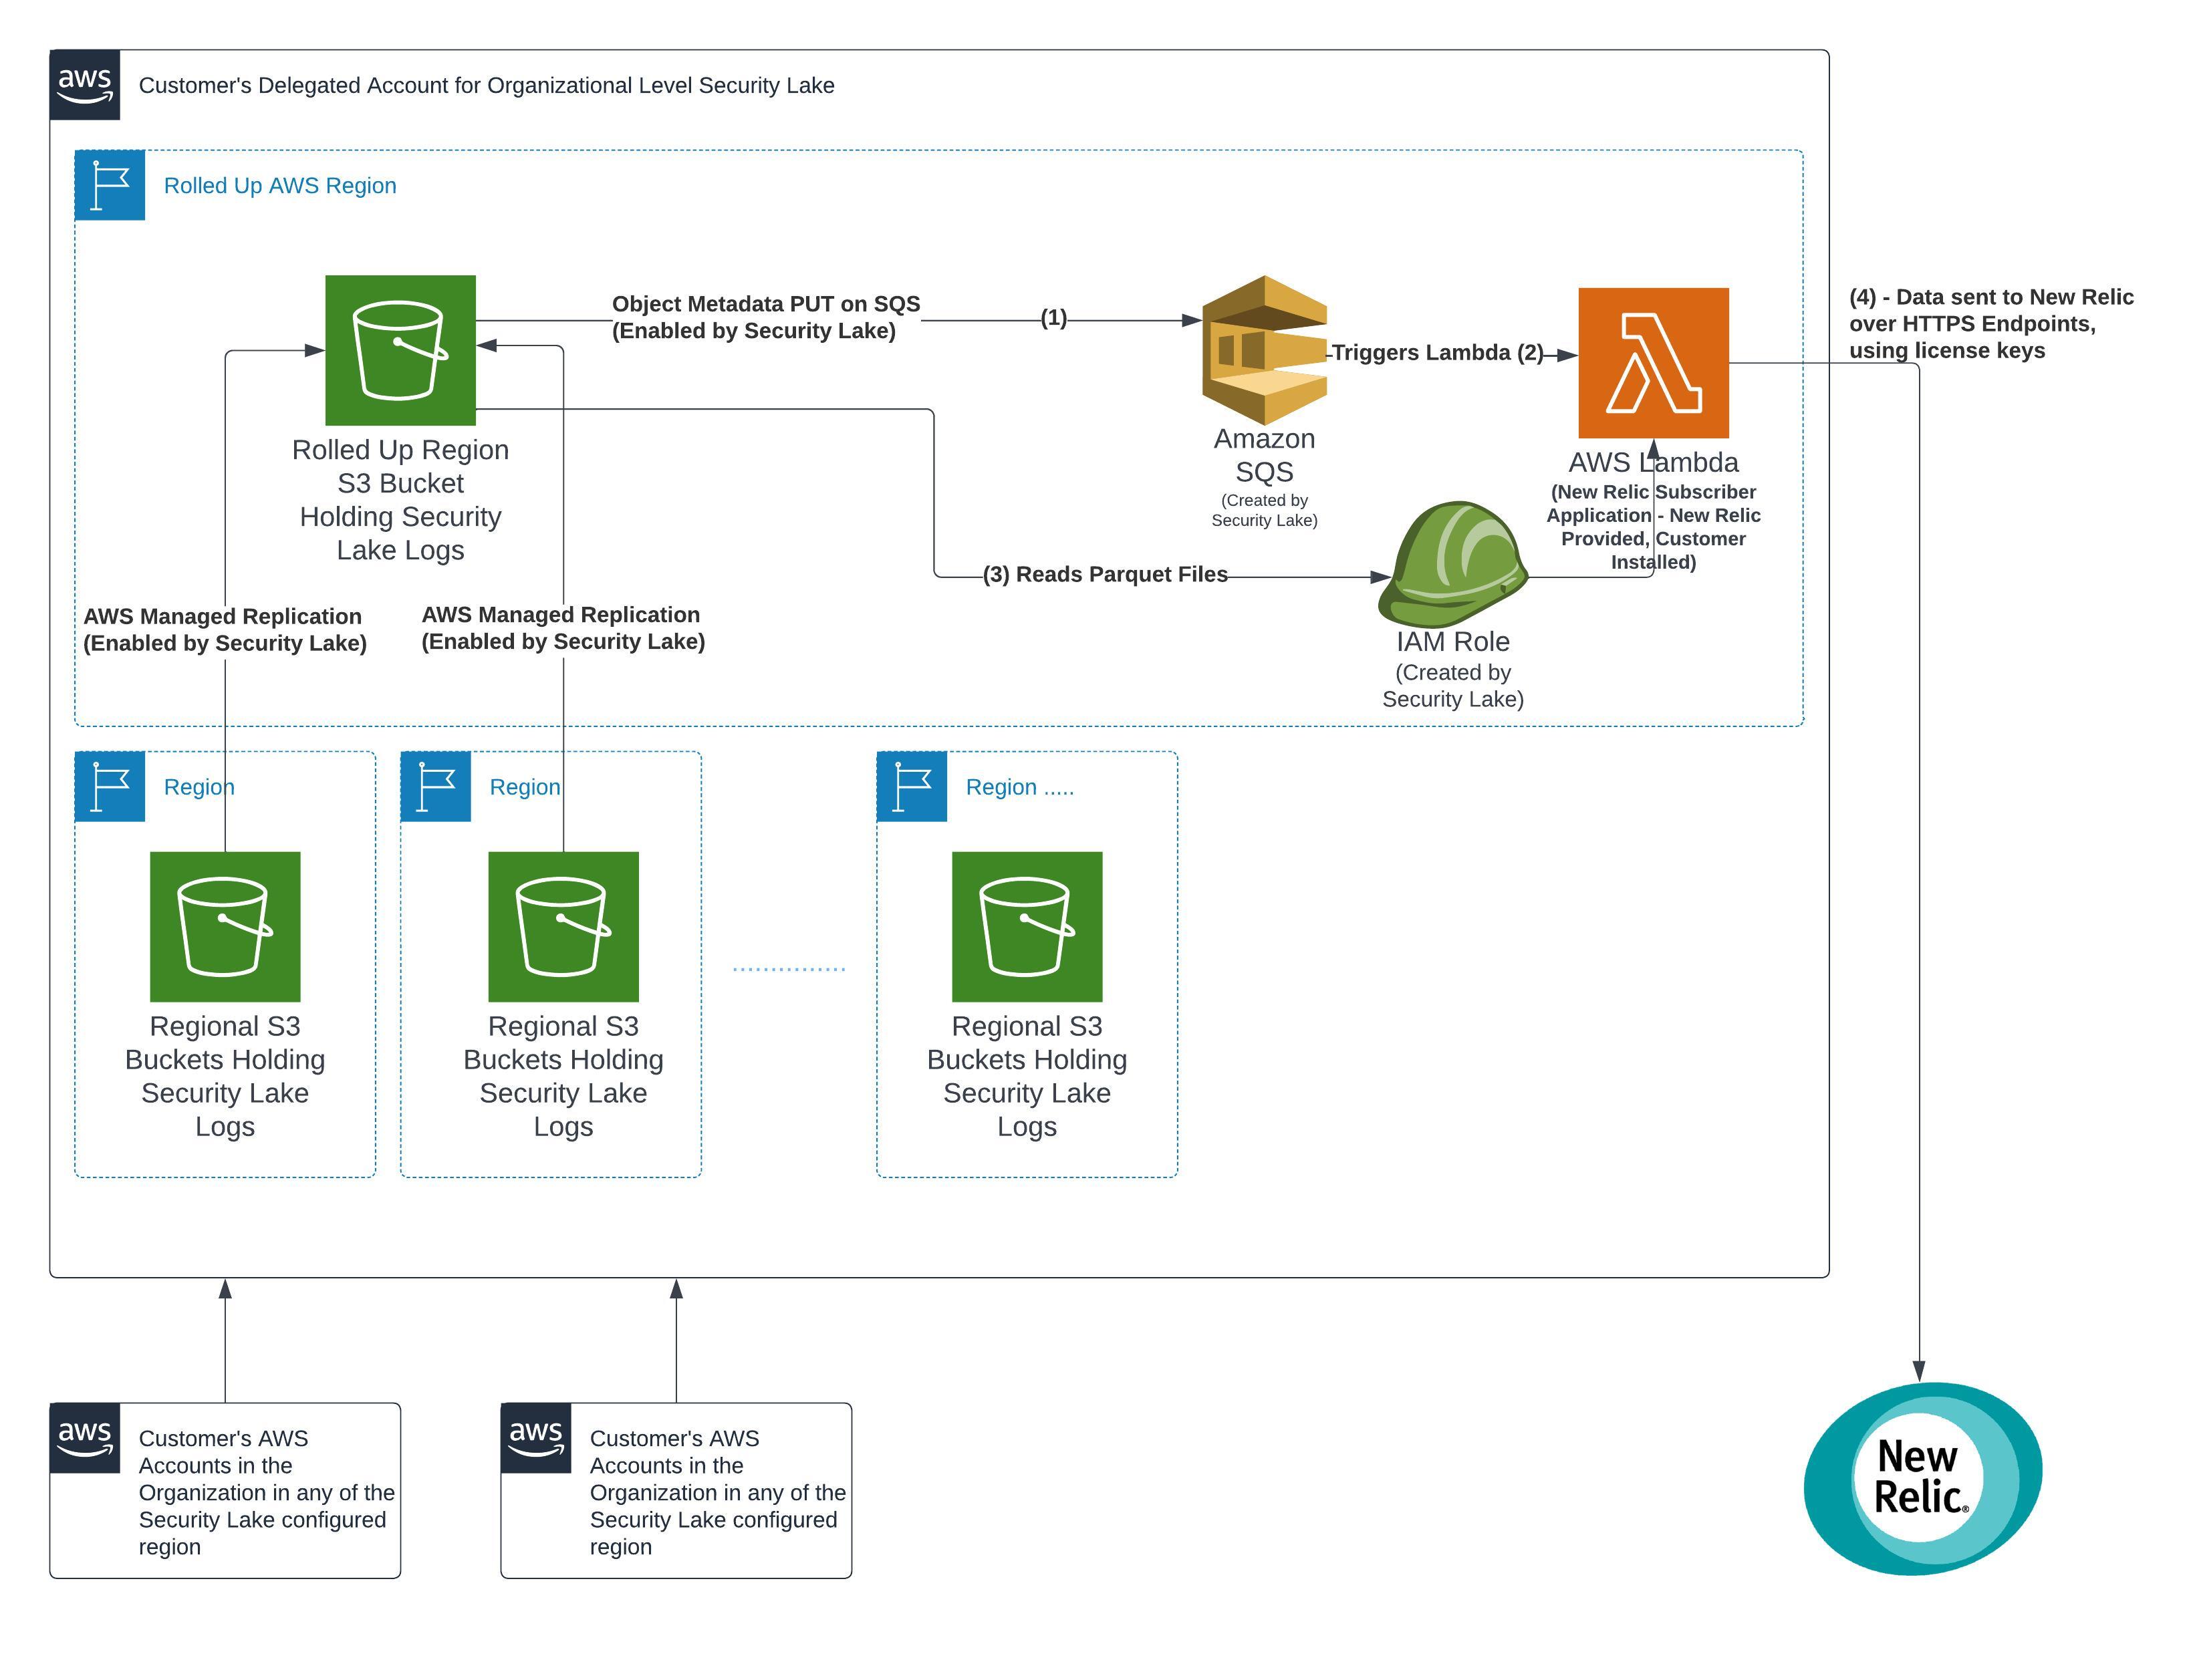 aws
Customer's Delegated Account for Organizational Level Security Lake
Rolled Up AWS Region
Object Metadata PUT on SQS
(Enabled by Security Lake)
(1)
Triggers Lambda (2)
(4) - Data sent to New Relic
over HTTPS Endpoints,
using license keys
Rolled Up Region
S3 Bucket
Holding Security
Lake Logs
Amazon
SQS
(Created by
Security Lake)
AWS Lambda
(New Relic Subscriber
Application - New Relic
Provided, Customer
Installed)
(3) Reads Parquet Files
IAM Role
(Created by
Security Lake)
AWS Managed Replication
(Enabled by Security Lake)
AWS Managed Replication
(Enabled by Security Lake)
Region
Regional S3
Buckets Holding
Security Lake
Logs
Region
Regional S3
Buckets Holding
Security Lake
Logs
...............
Region .....
Regional S3
Buckets Holding
Security Lake
Logs
aws
Customer's AWS
Accounts in the
Organization in any of the
Security Lake configured
region
aws
Customer's AWS
Accounts in the
Organization in any of the
Security Lake configured
region
New
Relic®